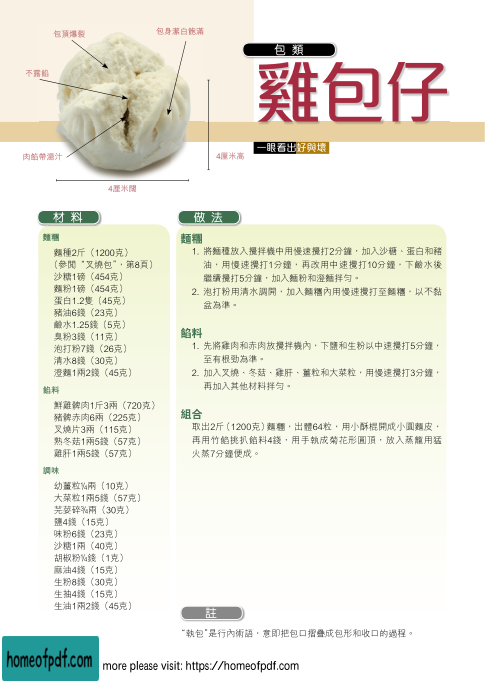 包頂爆裂
包身潔白飽滿
不露餡
肉餡帶湯汁
4厘米高
4厘米闊
包類
雞包仔
一眼看出好與壞
材料
麵糰
麵種2斤（1200克）
（參閱“叉燒包”，第8頁）
沙糖1磅（454克）
麵粉1磅（454克）
蛋白1.2隻（45克）
豬油6錢（23克）
鹼水1.25錢（5克）
臭粉3錢（11克）
泡打粉7錢（26克）
清水8錢（30克）
澄麵1兩2錢（45克）
餡料
鮮雞髀肉1斤3兩（720克）
豬髀赤肉6兩（225克）
叉燒片3兩（115克）
熟冬菇1兩5錢（57克）
雞肝1兩5錢（57克）
調味
幼薑粒¼兩（10克）
大菜粒1兩5錢（57克）
芫荽碎¾兩（30克）
鹽4錢（15克）
味粉6錢（23克）
沙糖1兩（40克）
胡椒粉¼錢（1克）
麻油4錢（15克）
生粉8錢（30克）
生抽4錢（15克）
生油1兩2錢（45克）
做法
麵糰
1. 將麵種放入攪拌機中用慢速攪打2分鐘，加入沙糖、蛋白和豬
油，用慢速攪打1分鐘，再改用中速攪打10分鐘，下鹼水後
繼續攪打5分鐘，加入麵粉和澄麵拌勻。
2. 泡打粉用清水調開，加入麵糰內用慢速攪打至麵糰，以不黏
盆為準。
餡料
1. 先將雞肉和赤肉放攪拌機內，下鹽和生粉以中速攪打5分鐘，
至有根勁為準。
2. 加入叉燒、冬菇、雞肝、薑粒和大菜粒，用慢速攪打3分鐘，
再加入其他材料拌勻。
組合
取出2斤（1200克）麵糰，出體64粒，用小酥棍開成小圓麵皮，
再用竹餡挑扒餡料4錢，用手執成菊花形圓頂，放入蒸籠用猛
火蒸7分鐘便成。
註
“執包”是行內術語，意即把包口摺疊成包形和收口的過程。
homeofpdf.com
more please visit: https://homeofpdf.com